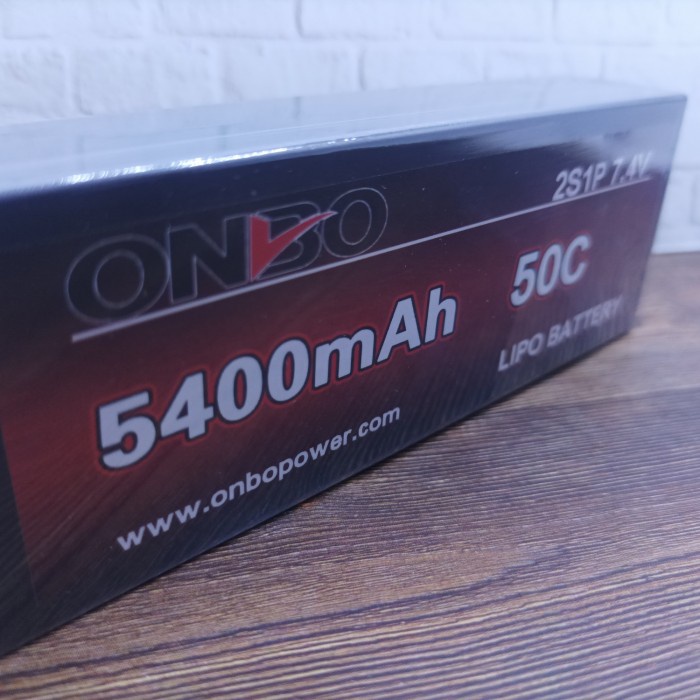 ONBO
2S1P 7.4V
5400mAh
50C
LIPO BATTERY
www.onbopower.com